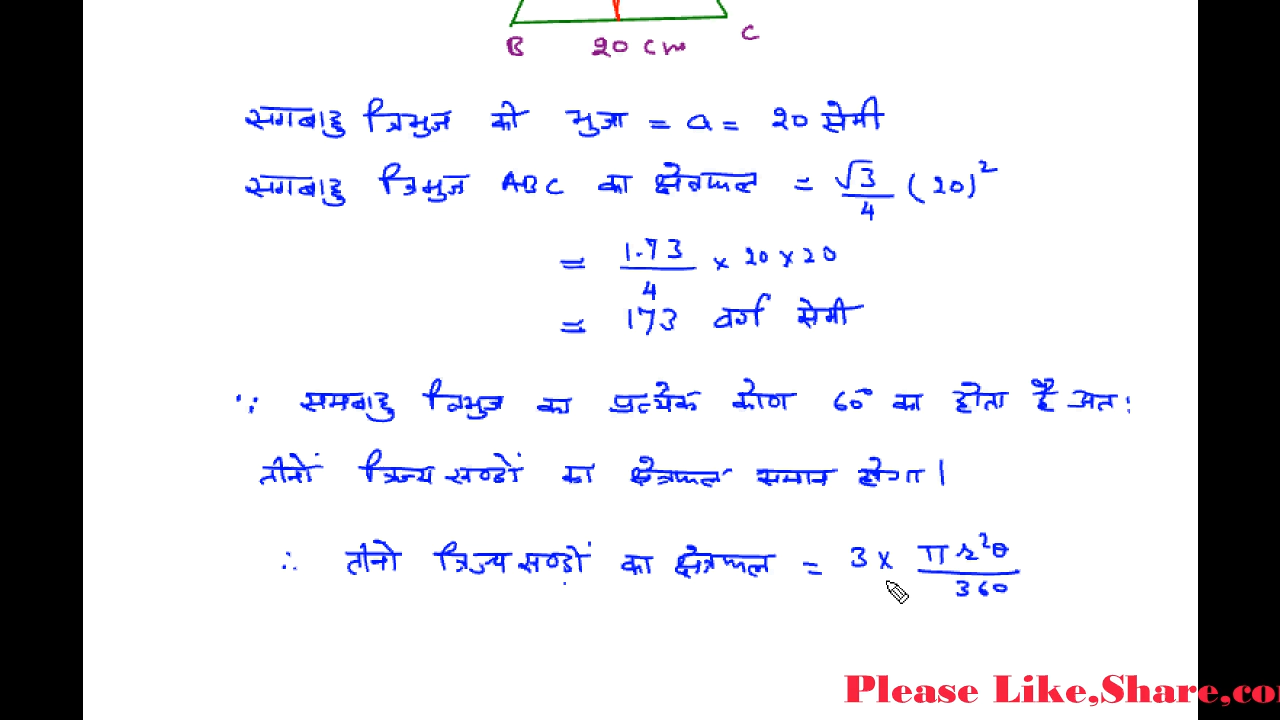 B 20 cm C
समबाहु त्रिभुज की भुजा = a = 20 सेमी
समबाहु त्रिभुज ABC का क्षेत्रफल = √3/4 (20)²
= 1.73/4 × 20 × 20
= 173 वर्ग सेमी
∵ समबाहु त्रिभुज का प्रत्येक कोण 60° का होता है अतः
तीनों त्रिज्यखण्डों का क्षेत्रफल समान होगा।
∴ तीनो त्रिज्यखण्डों का क्षेत्रफल = 3 × πr²θ/360
Please Like,Share,co